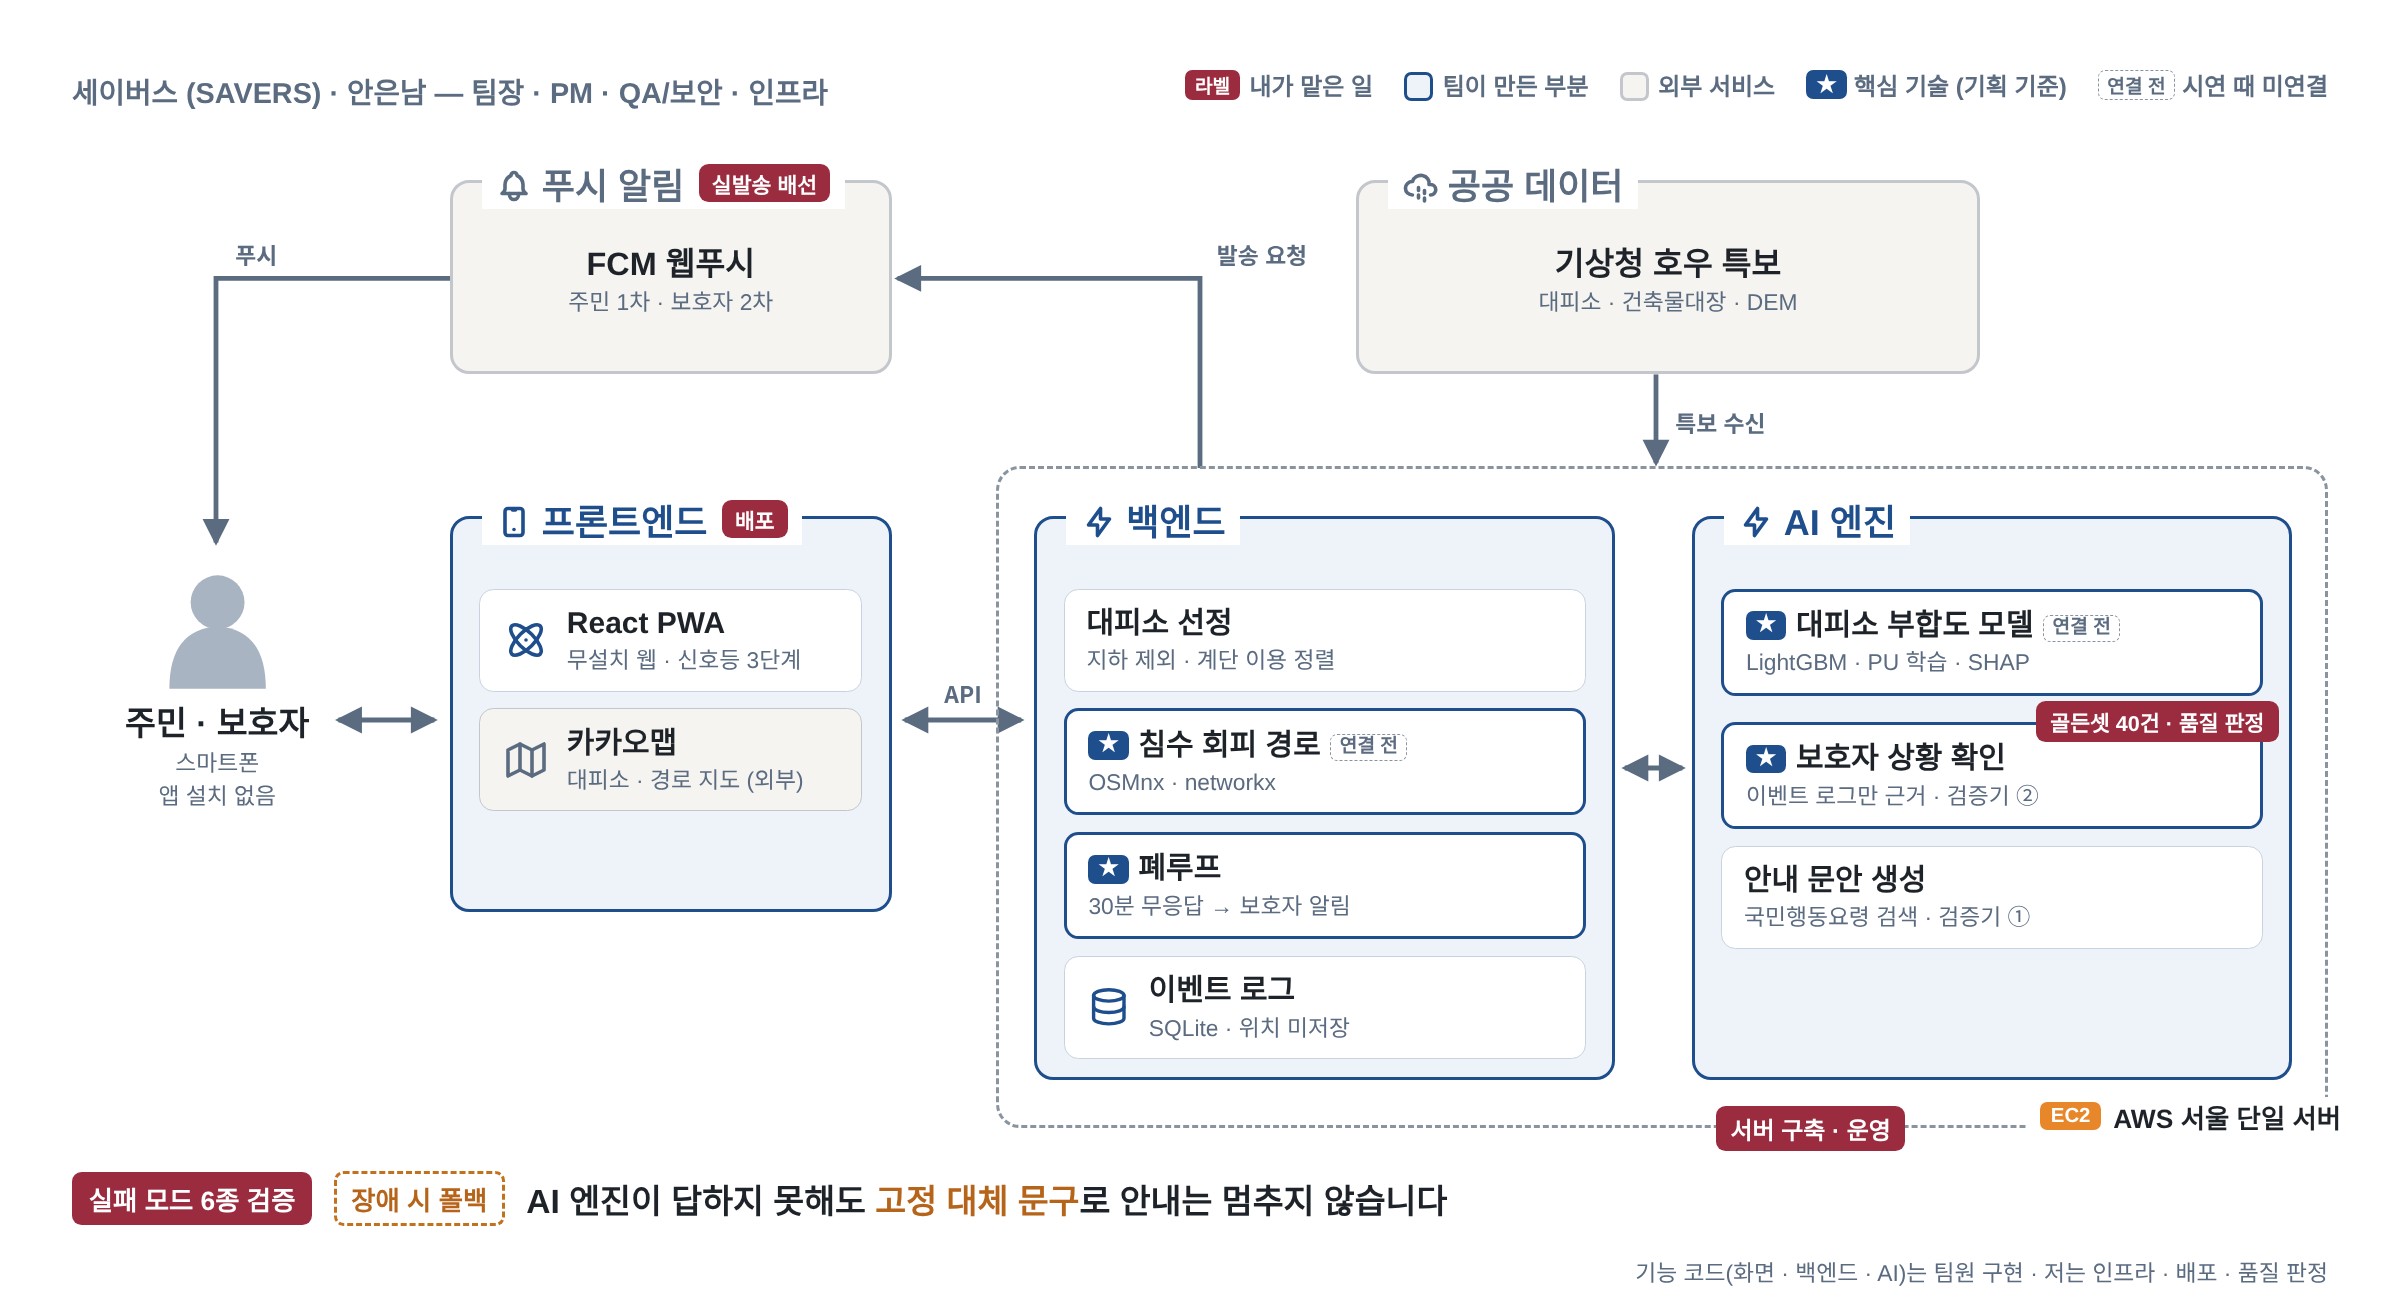 세이버스 (SAVERS) · 안은남 — 팀장 · PM · QA/보안 · 인프라
라벨 내가 맡은 일 팀이 만든 부분 외부 서비스 ★ 핵심 기술 (기획 기준) 연결 전 시연 때 미연결
푸시 알림 실발송 배선
FCM 웹푸시
주민 1차 · 보호자 2차
공공 데이터
기상청 호우 특보
대피소 · 건축물대장 · DEM
푸시
발송 요청
특보 수신
주민 · 보호자
스마트폰
앱 설치 없음
프론트엔드 배포
React PWA
무설치 웹 · 신호등 3단계
카카오맵
대피소 · 경로 지도 (외부)
API
백엔드
대피소 선정
지하 제외 · 계단 이용 정렬
★ 침수 회피 경로 연결 전
OSMnx · networkx
★ 폐루프
30분 무응답 → 보호자 알림
이벤트 로그
SQLite · 위치 미저장
AI 엔진
★ 대피소 부합도 모델 연결 전
LightGBM · PU 학습 · SHAP
골든셋 40건 · 품질 판정
★ 보호자 상황 확인
이벤트 로그만 근거 · 검증기 ②
안내 문안 생성
국민행동요령 검색 · 검증기 ①
서버 구축 · 운영
EC2 AWS 서울 단일 서버
실패 모드 6종 검증 장애 시 폴백 AI 엔진이 답하지 못해도 고정 대체 문구로 안내는 멈추지 않습니다
기능 코드(화면 · 백엔드 · AI)는 팀원 구현 · 저는 인프라 · 배포 · 품질 판정